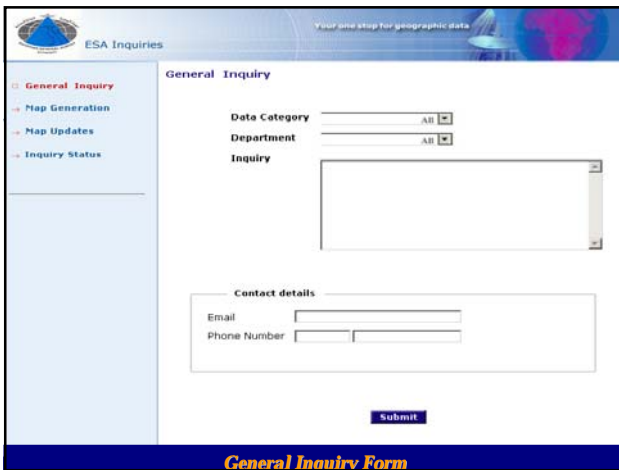 Your one stop for geographic data
ESA Inquiries
General Inquiry
Map Generation
Map Updates
Inquiry Status
General Inquiry
Data Category All
Department All
Inquiry
Contact details
Email
Phone Number
Submit
General Inquiry Form